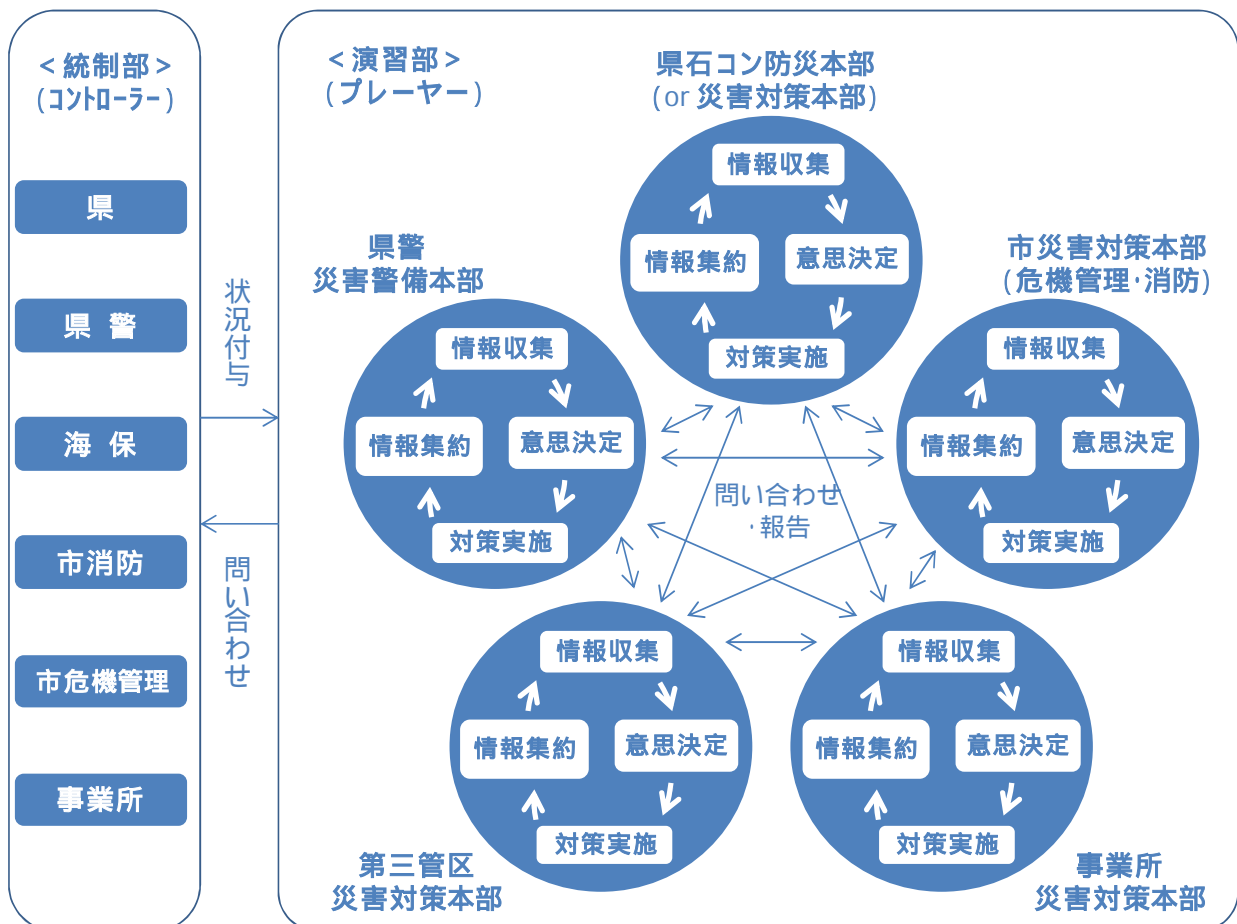 <統制部>
(コントローラー)
県
県 警
海 保
市消防
市危機管理
事業所
状況付与
問い合わせ
<演習部>
(プレーヤー)
県石コン防災本部
(or 災害対策本部)
情報収集
情報集約
意思決定
対策実施
県警
災害警備本部
情報収集
情報集約
意思決定
対策実施
市災害対策本部
(危機管理・消防)
情報収集
情報集約
意思決定
対策実施
問い合わせ
・報告
情報収集
情報集約
意思決定
対策実施
第三管区
災害対策本部
情報収集
情報集約
意思決定
対策実施
事業所
災害対策本部